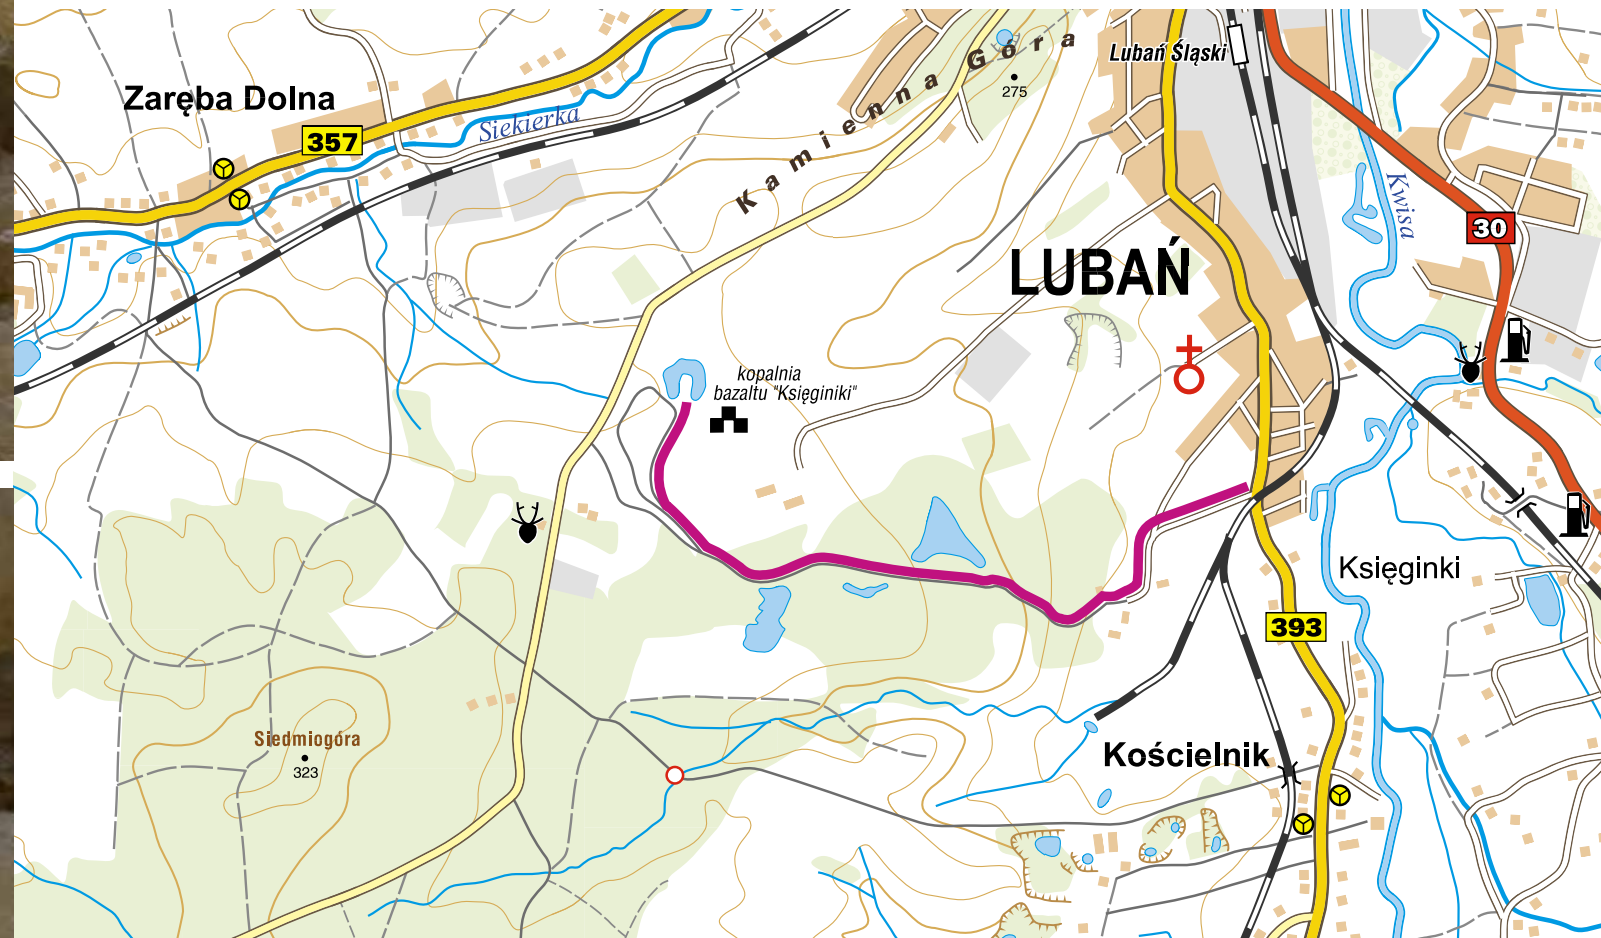 Zaręba Dolna
357
Siekierka
Kamienna Góra
275
Lubań Śląski
Kwisa
30
LUBAŃ
kopalnia
bazaltu "Księginiki"
Księginki
393
Siedmiogóra
323
Kościelnik